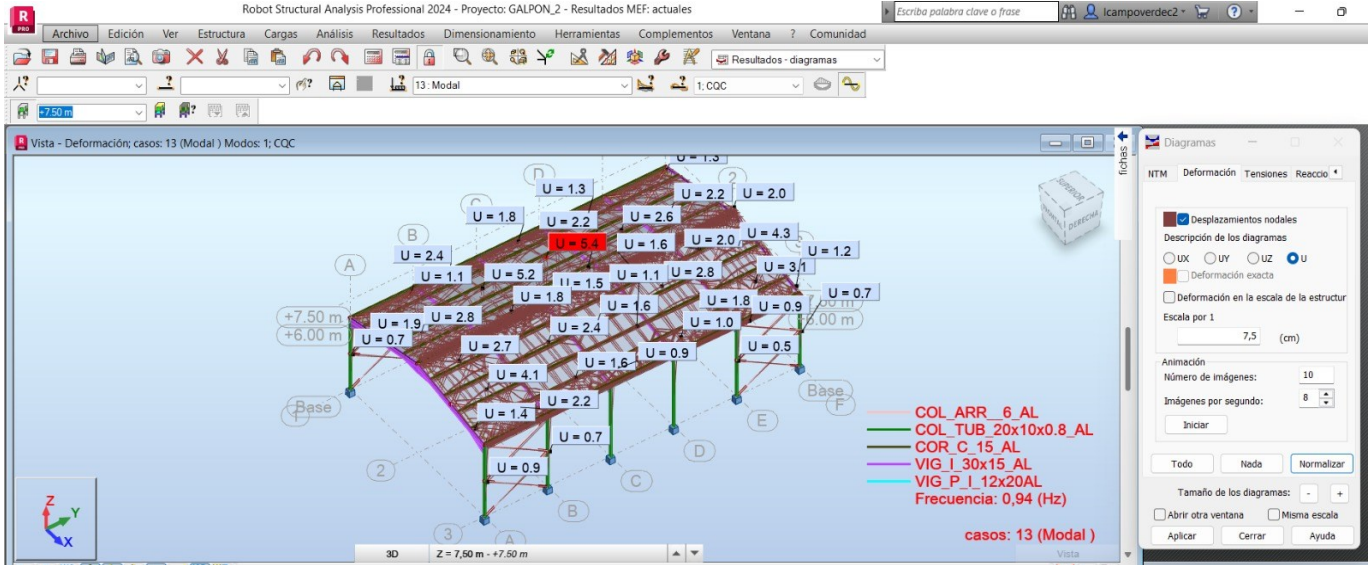 Robot Structural Analysis Professional 2024 - Proyecto: GALPON_2 - Resultados MEF: actuales
Escriba palabra clave o frase
lcampoverdec2
R
PRO
Archivo Edición Ver Estructura Cargas Análisis Resultados Dimensionamiento Herramientas Complementos Ventana ? Comunidad
Resultados - diagramas
13 : Modal
1; CQC
+7.50 m
Vista - Deformación; casos: 13 (Modal ) Modos: 1; CQC
fichas
U = 1.3
D
2
U = 1.3
U = 2.2
U = 2.0
C
U = 1.8
U = 2.2
U = 2.6
B
U = 5.4
U = 1.6
U = 2.0
U = 4.3
U = 2.4
U = 1.2
A
U = 1.1
U = 5.2
U = 1.5
U = 1.1
U = 2.8
U = 3.1
U = 1.8
U = 1.6
U = 1.8
U = 0.9
U = 0.7
+7.50 m
U = 1.9
U = 2.8
U = 2.4
U = 1.0
+6.00 m
U = 0.7
U = 2.7
U = 0.9
U = 0.5
U = 1.6
U = 4.1
Base
Base
F
U = 1.4
U = 2.2
E
U = 0.7
D
2
U = 0.9
C
B
3
A
SUPERIOR
DERECHA
COL_ARR__6_AL
COL_TUB_20x10x0.8_AL
COR_C_15_AL
VIG_I_30x15_AL
VIG_P_I_12x20AL
Frecuencia: 0,94 (Hz)
casos: 13 (Modal )
Z
Y
X
3D
Z = 7,50 m - +7.50 m
Vista
Diagramas
NTM Deformación Tensiones Reaccio
Desplazamientos nodales
Descripción de los diagramas
UX UY UZ U
Deformación exacta
Deformación en la escala de la estructur
Escala por 1
7,5 (cm)
Animación
Número de imágenes: 10
Imágenes por segundo: 8
Iniciar
Todo Nada Normalizar
Tamaño de los diagramas: - +
Abrir otra ventana Misma escala
Aplicar Cerrar Ayuda